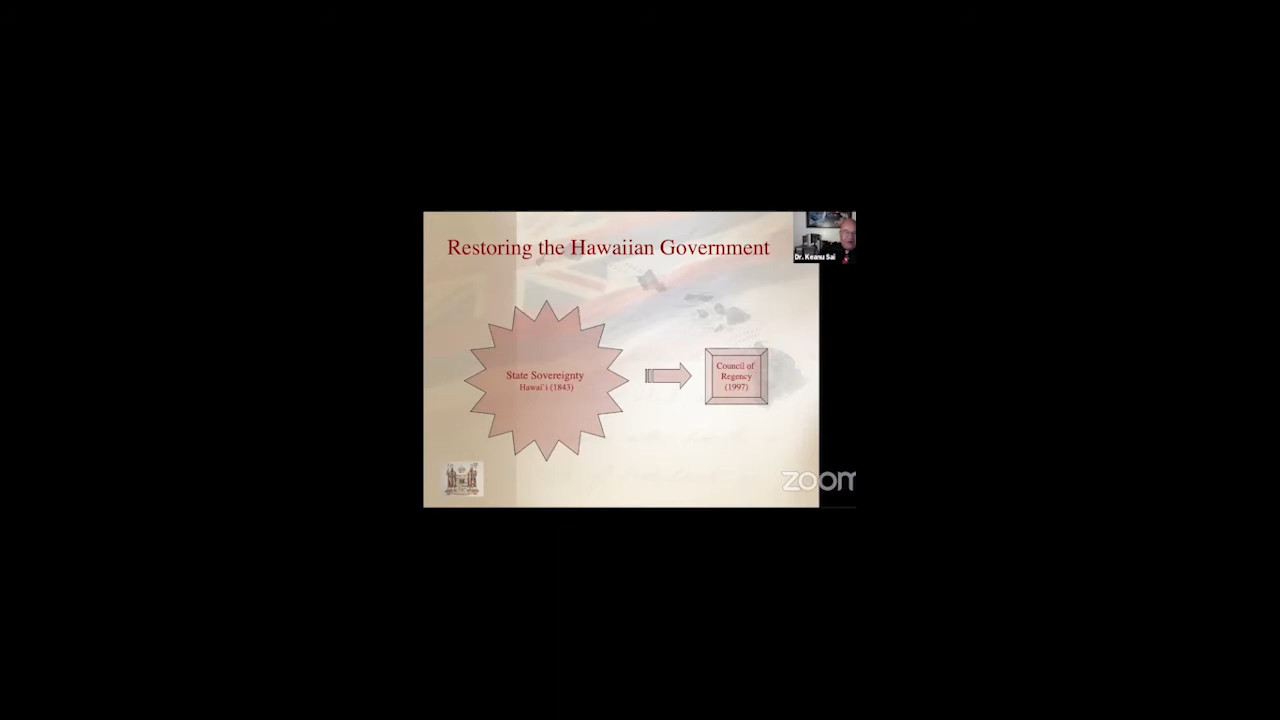 Restoring the Hawaiian Government
Dr. Keanu Sai
State Sovereignty
Hawai`i (1843)
Council of
Regency
(1997)
zoom